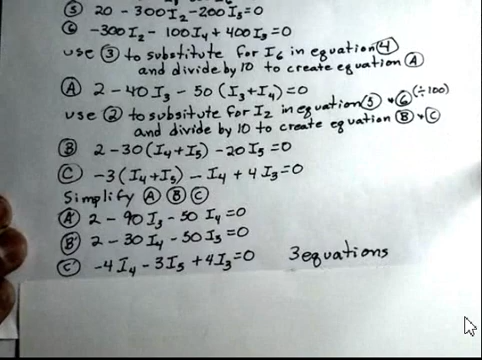 ⑤ 20 - 300I₂ - 200I₅ = 0
⑥ -300I₂ - 100I₄ + 400I₃ = 0
use ③ to substitute for I₆ in equation ④
and divide by 10 to create equation Ⓐ
Ⓐ 2 - 40I₃ - 50 (I₃+I₄) = 0
use ② to subsitute for I₂ in equation ⑤ + ⑥ (÷100)
and divide by 10 to create equation Ⓑ + Ⓒ
Ⓑ 2 - 30(I₄+I₅) - 20I₅ = 0
Ⓒ -3(I₄+I₅) - I₄ + 4I₃ = 0
Simplify Ⓐ Ⓑ Ⓒ
Ⓐ' 2 - 90I₃ - 50I₄ = 0
Ⓑ' 2 - 30I₄ - 50I₅ = 0
Ⓒ' -4I₄ - 3I₅ + 4I₃ = 0 3 equations